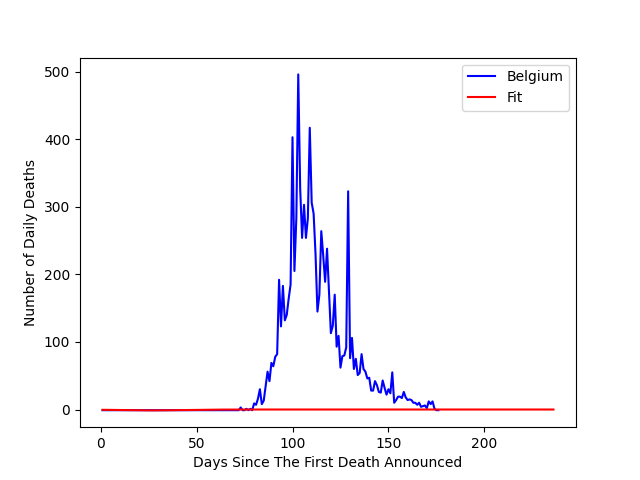 Belgium
Fit
500
400
300
200
100
0
Number of Daily Deaths
0 50 100 150 200
Days Since The First Death Announced